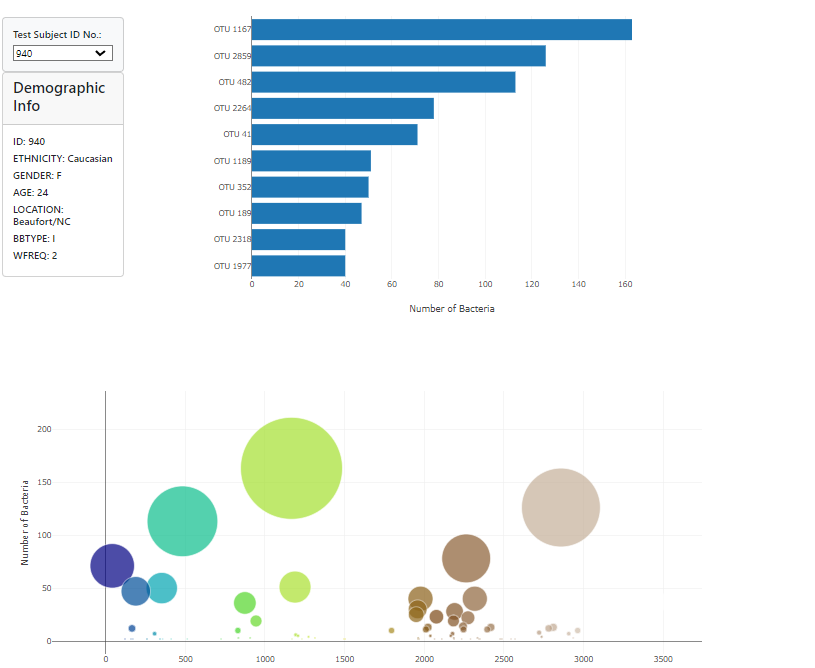 Test Subject ID No.:
940
Demographic
Info
ID: 940
ETHNICITY: Caucasian
GENDER: F
AGE: 24
LOCATION:
Beaufort/NC
BBTYPE: I
WFREQ: 2
OTU 1167
OTU 2859
OTU 482
OTU 2264
OTU 41
OTU 1189
OTU 352
OTU 189
OTU 2318
OTU 1977
0 20 40 60 80 100 120 140 160
Number of Bacteria
200
150
100
50
0
Number of Bacteria
0 500 1000 1500 2000 2500 3000 3500